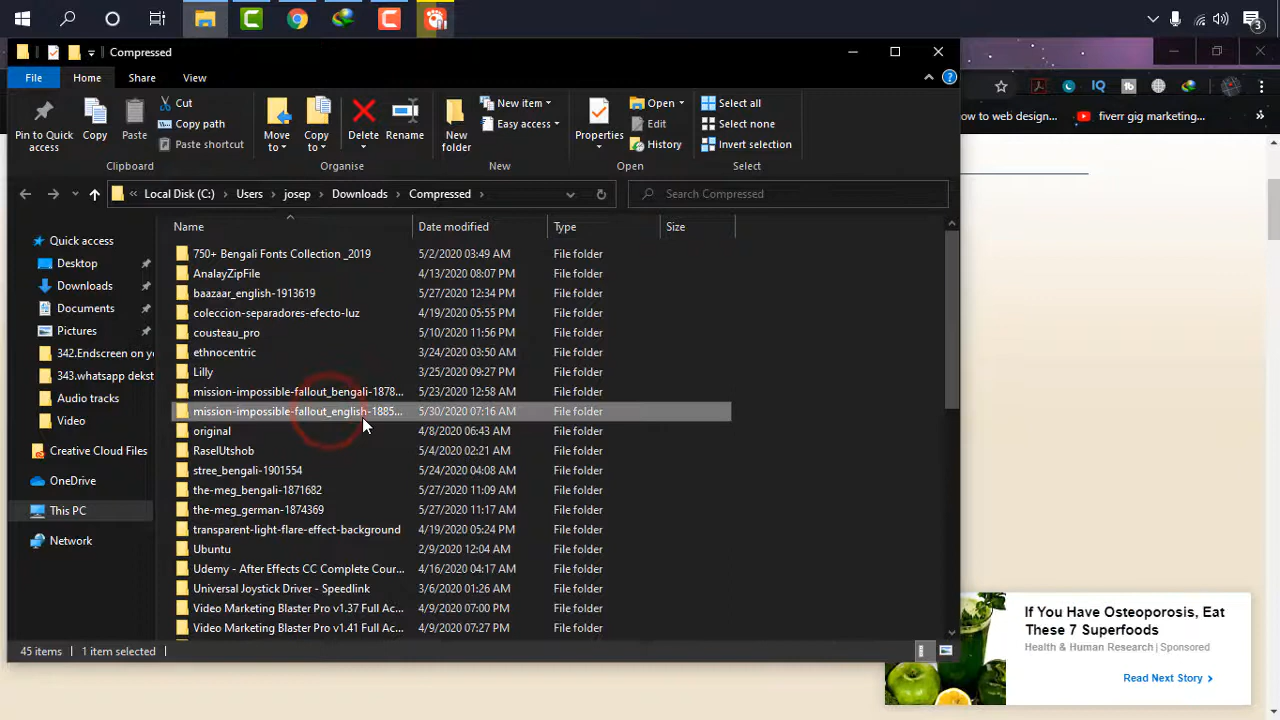 3
Compressed
File Home Share View
how to web design... fiverr gig marketing...
Pin to Quick access
Copy
Paste
Cut
Copy path
Paste shortcut
Move to
Copy to
Delete
Rename
New folder
New item
Easy access
Properties
Open
Edit
History
Select all
Select none
Invert selection
Clipboard Organise New Open Select
Local Disk (C:) Users josep Downloads Compressed
Search Compressed
Name Date modified Type Size
Quick access
Desktop
Downloads
Documents
Pictures
342.Endscreen on y
343.whatsapp dekst
Audio tracks
Video
Creative Cloud Files
OneDrive
This PC
Network
750+ Bengali Fonts Collection _2019 5/2/2020 03:49 AM File folder
AnalayZipFile 4/13/2020 08:07 PM File folder
baazaar_english-1913619 5/27/2020 12:34 PM File folder
coleccion-separadores-efecto-luz 4/19/2020 05:55 PM File folder
cousteau_pro 5/10/2020 11:56 PM File folder
ethnocentric 3/24/2020 03:50 AM File folder
Lilly 3/25/2020 09:27 PM File folder
mission-impossible-fallout_bengali-1878... 5/23/2020 12:58 AM File folder
mission-impossible-fallout_english-1885... 5/30/2020 07:16 AM File folder
original 4/8/2020 06:43 AM File folder
RaselUtshob 5/4/2020 02:21 AM File folder
stree_bengali-1901554 5/24/2020 04:08 AM File folder
the-meg_bengali-1871682 5/27/2020 11:09 AM File folder
the-meg_german-1874369 5/27/2020 11:17 AM File folder
transparent-light-flare-effect-background 4/19/2020 05:24 PM File folder
Ubuntu 2/9/2020 12:04 AM File folder
Udemy - After Effects CC Complete Cour... 4/16/2020 04:17 AM File folder
Universal Joystick Driver - Speedlink 3/6/2020 01:26 AM File folder
Video Marketing Blaster Pro v1.37 Full Ac... 4/9/2020 07:00 PM File folder
Video Marketing Blaster Pro v1.41 Full Ac... 4/9/2020 07:27 PM File folder
45 items 1 item selected
If You Have Osteoporosis, Eat
These 7 Superfoods
Health & Human Research | Sponsored
Read Next Story